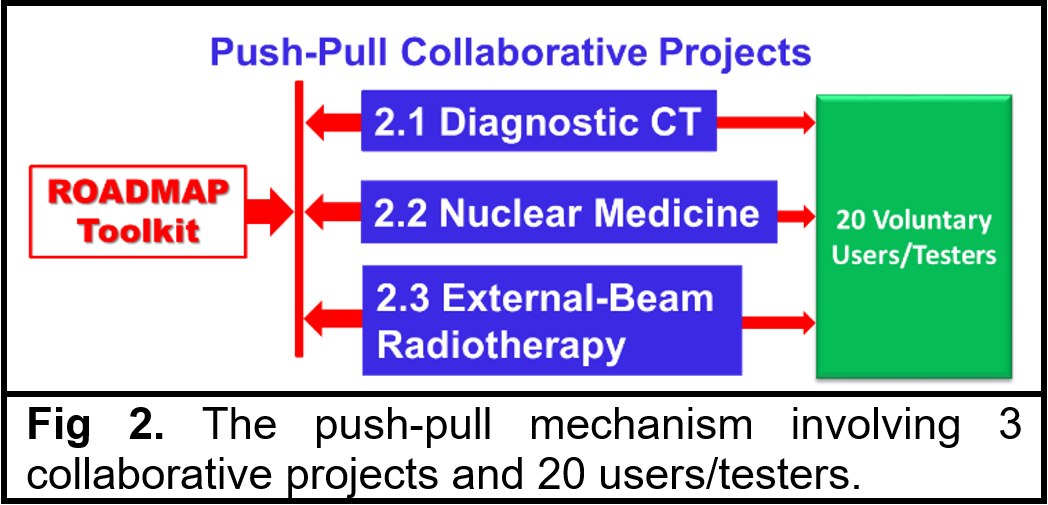 Push-Pull Collaborative Projects
ROADMAP
Toolkit
2.1 Diagnostic CT
2.2 Nuclear Medicine
2.3 External-Beam
Radiotherapy
20 Voluntary
Users/Testers
Fig 2. The push-pull mechanism involving 3
collaborative projects and 20 users/testers.